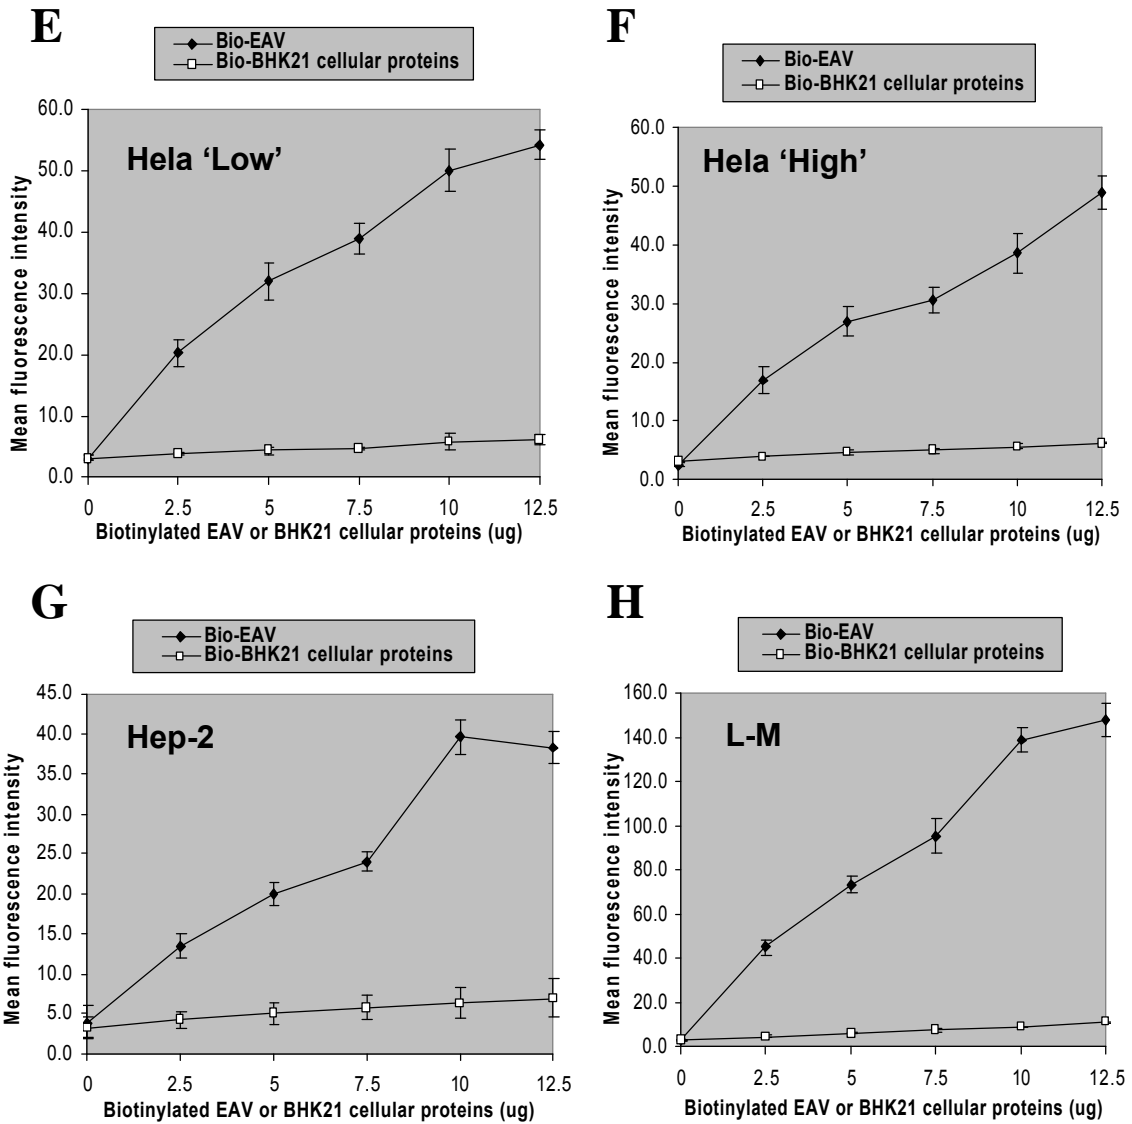 E
Bio-EAV
Bio-BHK21 cellular proteins
Hela 'Low'
Mean fluorescence intensity
60.0
50.0
40.0
30.0
20.0
10.0
0.0
0 2.5 5 7.5 10 12.5
Biotinylated EAV or BHK21 cellular proteins (ug)
F
Bio-EAV
Bio-BHK21 cellular proteins
Hela 'High'
Mean fluorescence intensity
60.0
50.0
40.0
30.0
20.0
10.0
0.0
0 2.5 5 7.5 10 12.5
Biotinylated EAV or BHK21 cellular proteins (ug)
G
Bio-EAV
Bio-BHK21 cellular proteins
Hep-2
Mean fluorescence intensity
45.0
40.0
35.0
30.0
25.0
20.0
15.0
10.0
5.0
0.0
0 2.5 5 7.5 10 12.5
Biotinylated EAV or BHK21 cellular proteins (ug)
H
Bio-EAV
Bio-BHK21 cellular proteins
L-M
Mean fluorescence intensity
160.0
140.0
120.0
100.0
80.0
60.0
40.0
20.0
0.0
0 2.5 5 7.5 10 12.5
Biotinylated EAV or BHK21 cellular proteins (ug)